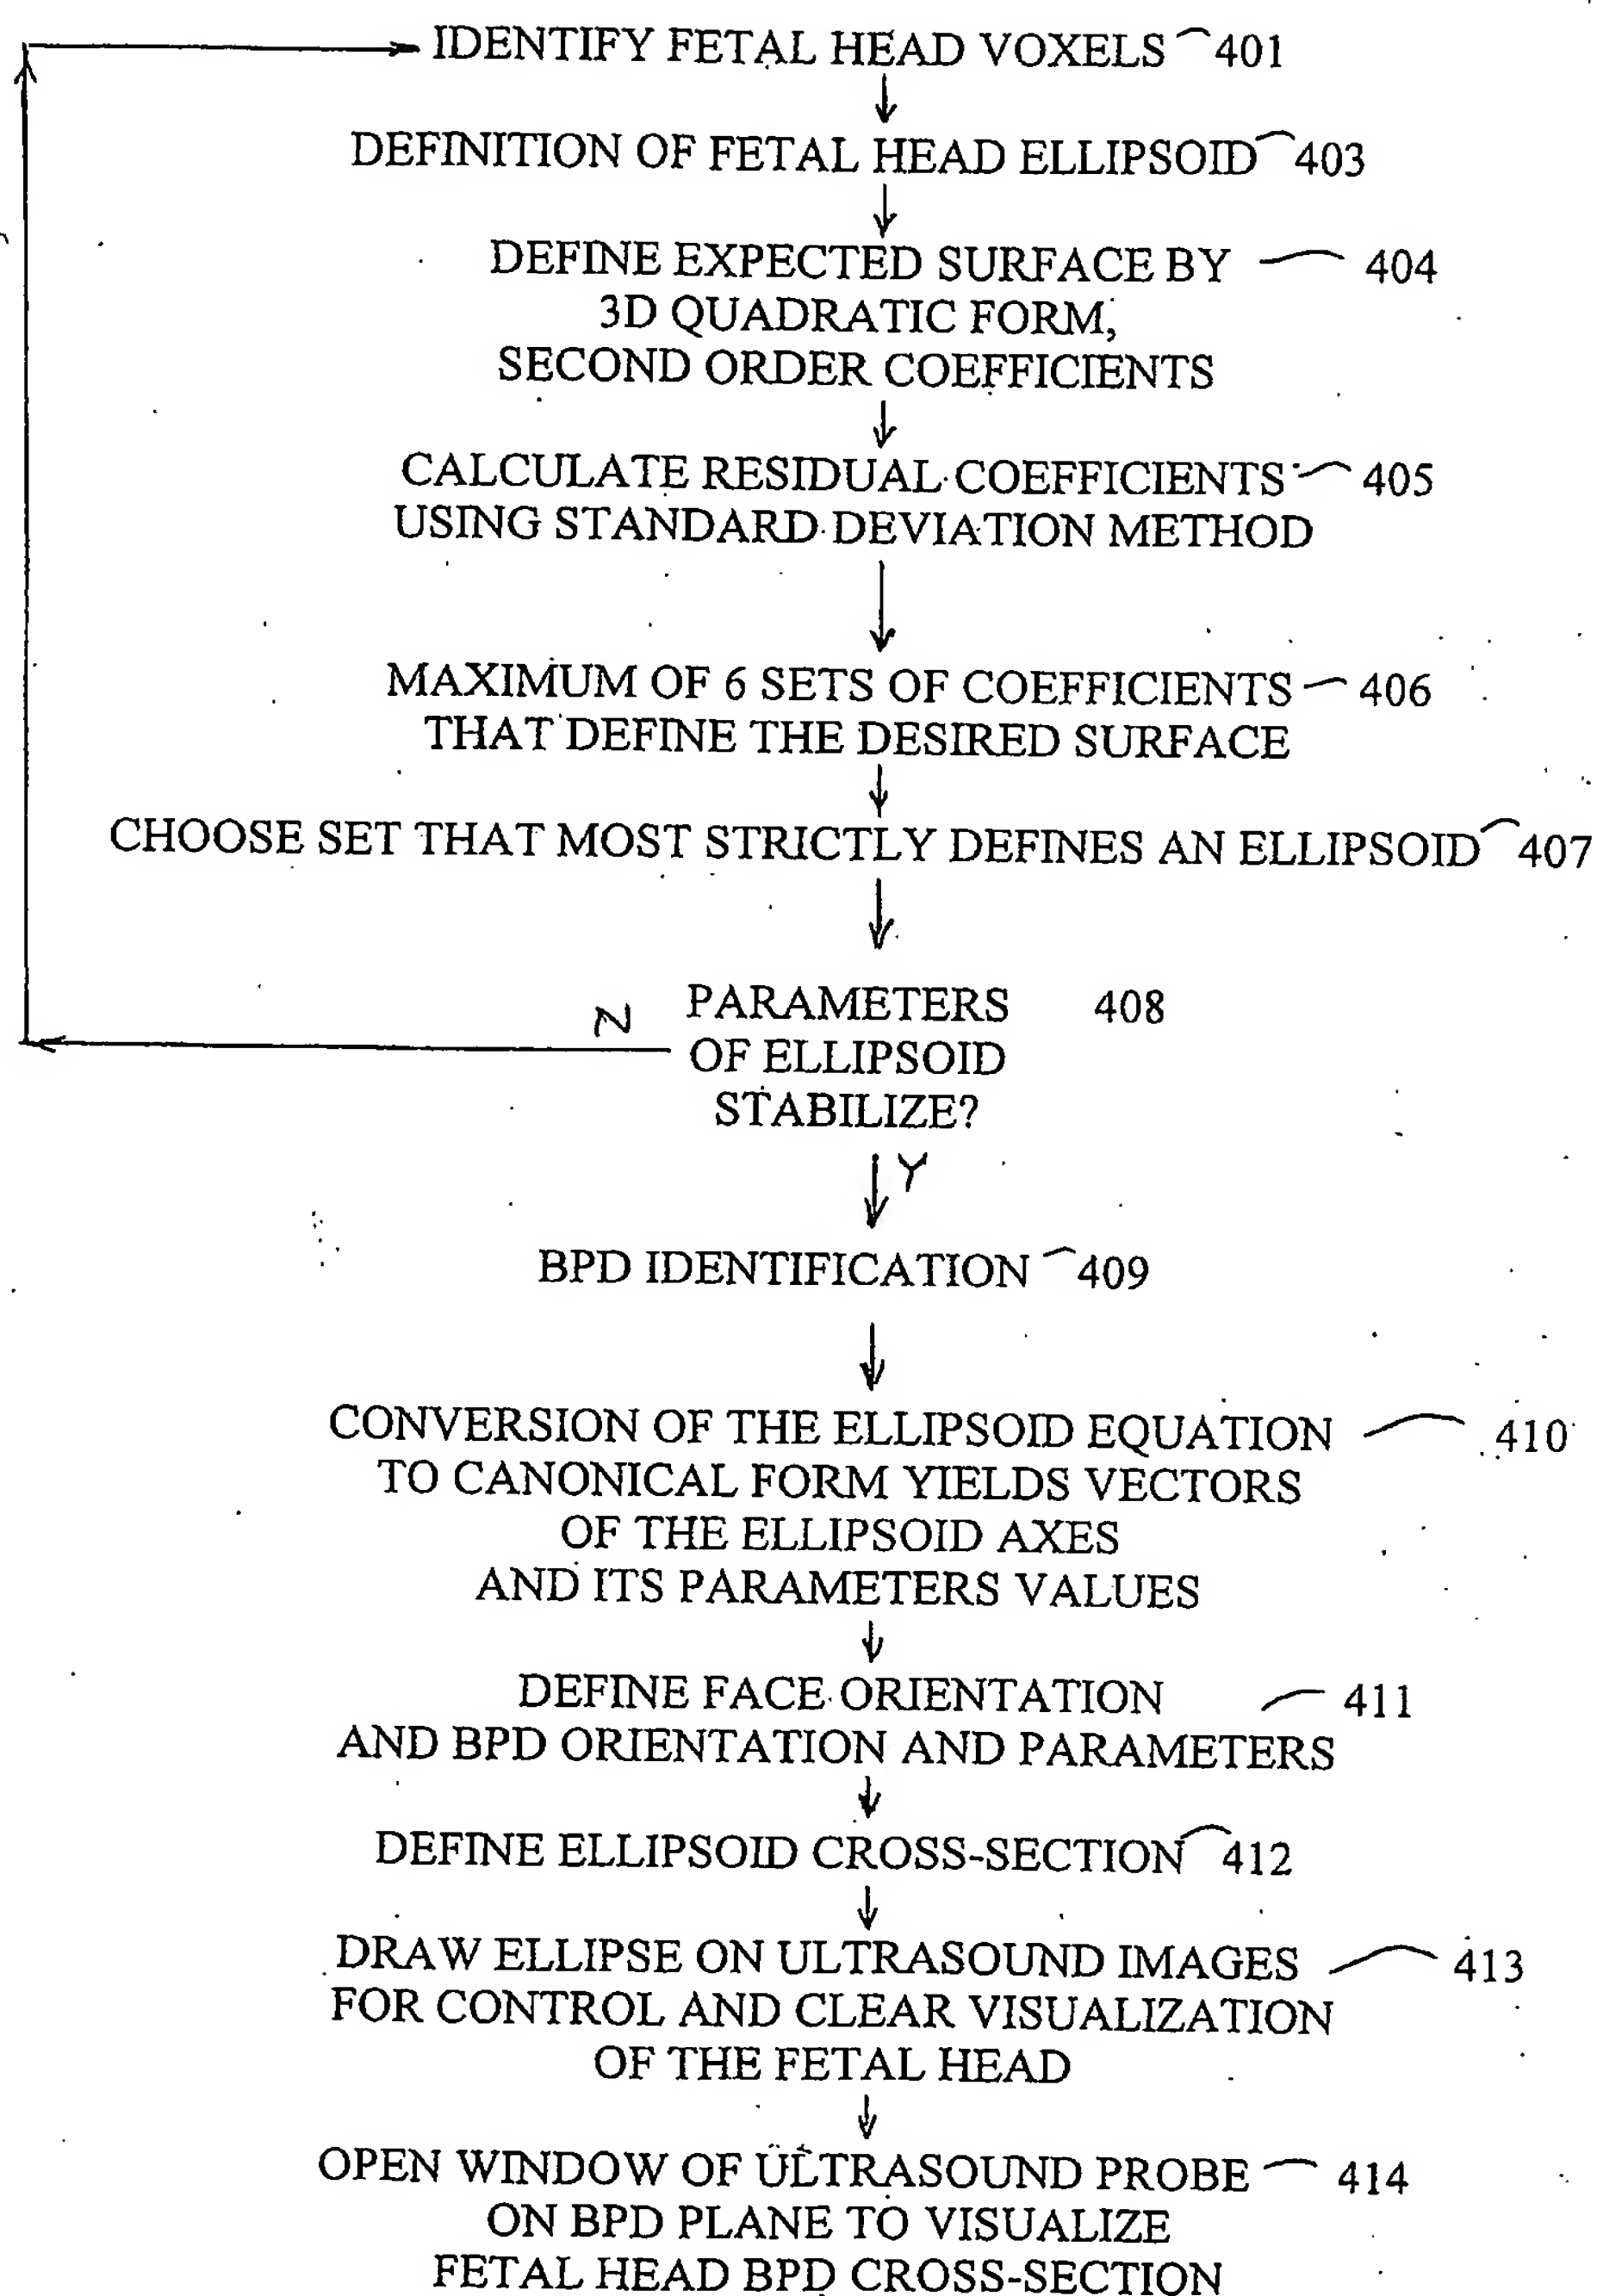 IDENTIFY FETAL HEAD VOXELS 401
DEFINITION OF FETAL HEAD ELLIPSOID 403
DEFINE EXPECTED SURFACE BY 404
3D QUADRATIC FORM,
SECOND ORDER COEFFICIENTS
CALCULATE RESIDUAL COEFFICIENTS 405
USING STANDARD DEVIATION METHOD
MAXIMUM OF 6 SETS OF COEFFICIENTS 406
THAT DEFINE THE DESIRED SURFACE
CHOOSE SET THAT MOST STRICTLY DEFINES AN ELLIPSOID 407
N PARAMETERS 408
OF ELLIPSOID
STABILIZE?
Y
BPD IDENTIFICATION 409
CONVERSION OF THE ELLIPSOID EQUATION 410
TO CANONICAL FORM YIELDS VECTORS
OF THE ELLIPSOID AXES
AND ITS PARAMETERS VALUES
DEFINE FACE ORIENTATION 411
AND BPD ORIENTATION AND PARAMETERS
DEFINE ELLIPSOID CROSS-SECTION 412
DRAW ELLIPSE ON ULTRASOUND IMAGES 413
FOR CONTROL AND CLEAR VISUALIZATION
OF THE FETAL HEAD
OPEN WINDOW OF ULTRASOUND PROBE 414
ON BPD PLANE TO VISUALIZE
FETAL HEAD BPD CROSS-SECTION